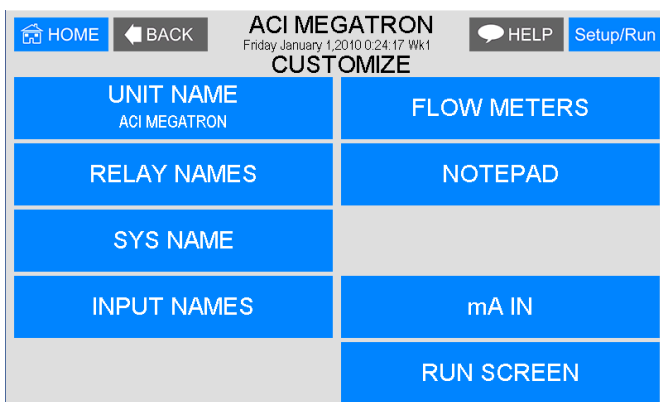 HOME
BACK
ACI MEGATRON
Friday January 1,2010 0:24:17 Wk1
CUSTOMIZE
HELP
Setup/Run
UNIT NAME
ACI MEGATRON
FLOW METERS
RELAY NAMES
NOTEPAD
SYS NAME
INPUT NAMES
mA IN
RUN SCREEN